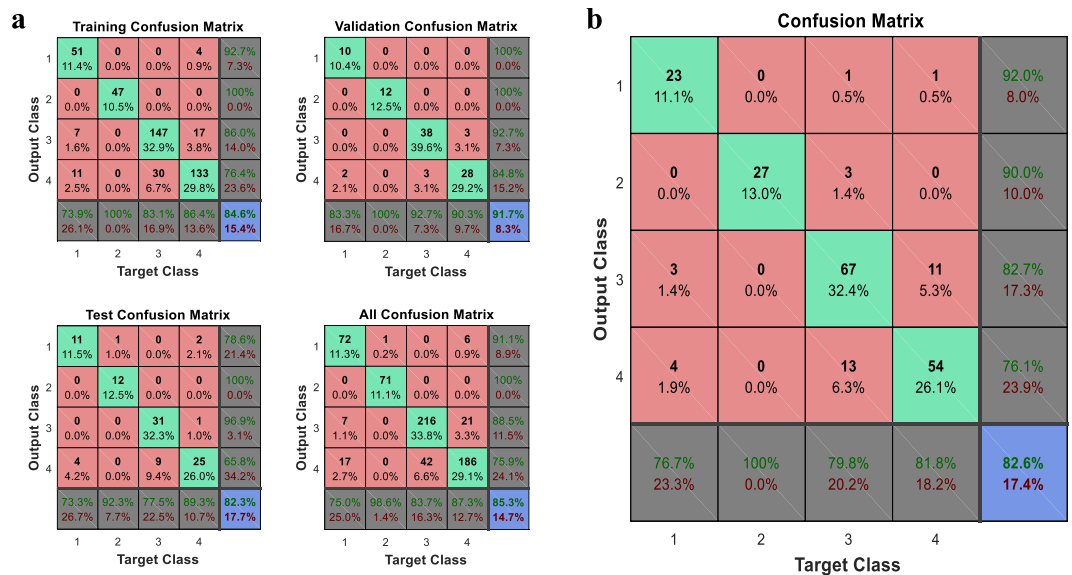 a
Training Confusion Matrix
Output Class
1
51 0 0 4 92.7%
11.4% 0.0% 0.0% 0.9% 7.3%
2
0 47 0 0 100%
0.0% 10.5% 0.0% 0.0% 0.0%
3
7 0 147 17 86.0%
1.6% 0.0% 32.9% 3.8% 14.0%
4
11 0 30 133 76.4%
2.5% 0.0% 6.7% 29.8% 23.6%
73.9% 100% 83.1% 86.4% 84.6%
26.1% 0.0% 16.9% 13.6% 15.4%
1 2 3 4
Target Class
Validation Confusion Matrix
Output Class
1
10 0 0 0 100%
10.4% 0.0% 0.0% 0.0% 0.0%
2
0 12 0 0 100%
0.0% 12.5% 0.0% 0.0% 0.0%
3
0 0 38 3 92.7%
0.0% 0.0% 39.6% 3.1% 7.3%
4
2 0 3 28 84.8%
2.1% 0.0% 3.1% 29.2% 15.2%
83.3% 100% 92.7% 90.3% 91.7%
16.7% 0.0% 7.3% 9.7% 8.3%
1 2 3 4
Target Class
Test Confusion Matrix
Output Class
1
11 1 0 2 78.6%
11.5% 1.0% 0.0% 2.1% 21.4%
2
0 12 0 0 100%
0.0% 12.5% 0.0% 0.0% 0.0%
3
0 0 31 1 96.9%
0.0% 0.0% 32.3% 1.0% 3.1%
4
4 0 9 25 65.8%
4.2% 0.0% 9.4% 26.0% 34.2%
73.3% 92.3% 77.5% 89.3% 82.3%
26.7% 7.7% 22.5% 10.7% 17.7%
1 2 3 4
Target Class
All Confusion Matrix
Output Class
1
72 1 0 6 91.1%
11.3% 0.2% 0.0% 0.9% 8.9%
2
0 71 0 0 100%
0.0% 11.1% 0.0% 0.0% 0.0%
3
7 0 216 21 88.5%
1.1% 0.0% 33.8% 3.3% 11.5%
4
17 0 42 186 75.9%
2.7% 0.0% 6.6% 29.1% 24.1%
75.0% 98.6% 83.7% 87.3% 85.3%
25.0% 1.4% 16.3% 12.7% 14.7%
1 2 3 4
Target Class
b
Confusion Matrix
Output Class
1
23 0 1 1 92.0%
11.1% 0.0% 0.5% 0.5% 8.0%
2
0 27 3 0 90.0%
0.0% 13.0% 1.4% 0.0% 10.0%
3
3 0 67 11 82.7%
1.4% 0.0% 32.4% 5.3% 17.3%
4
4 0 13 54 76.1%
1.9% 0.0% 6.3% 26.1% 23.9%
76.7% 100% 79.8% 81.8% 82.6%
23.3% 0.0% 20.2% 18.2% 17.4%
1 2 3 4
Target Class